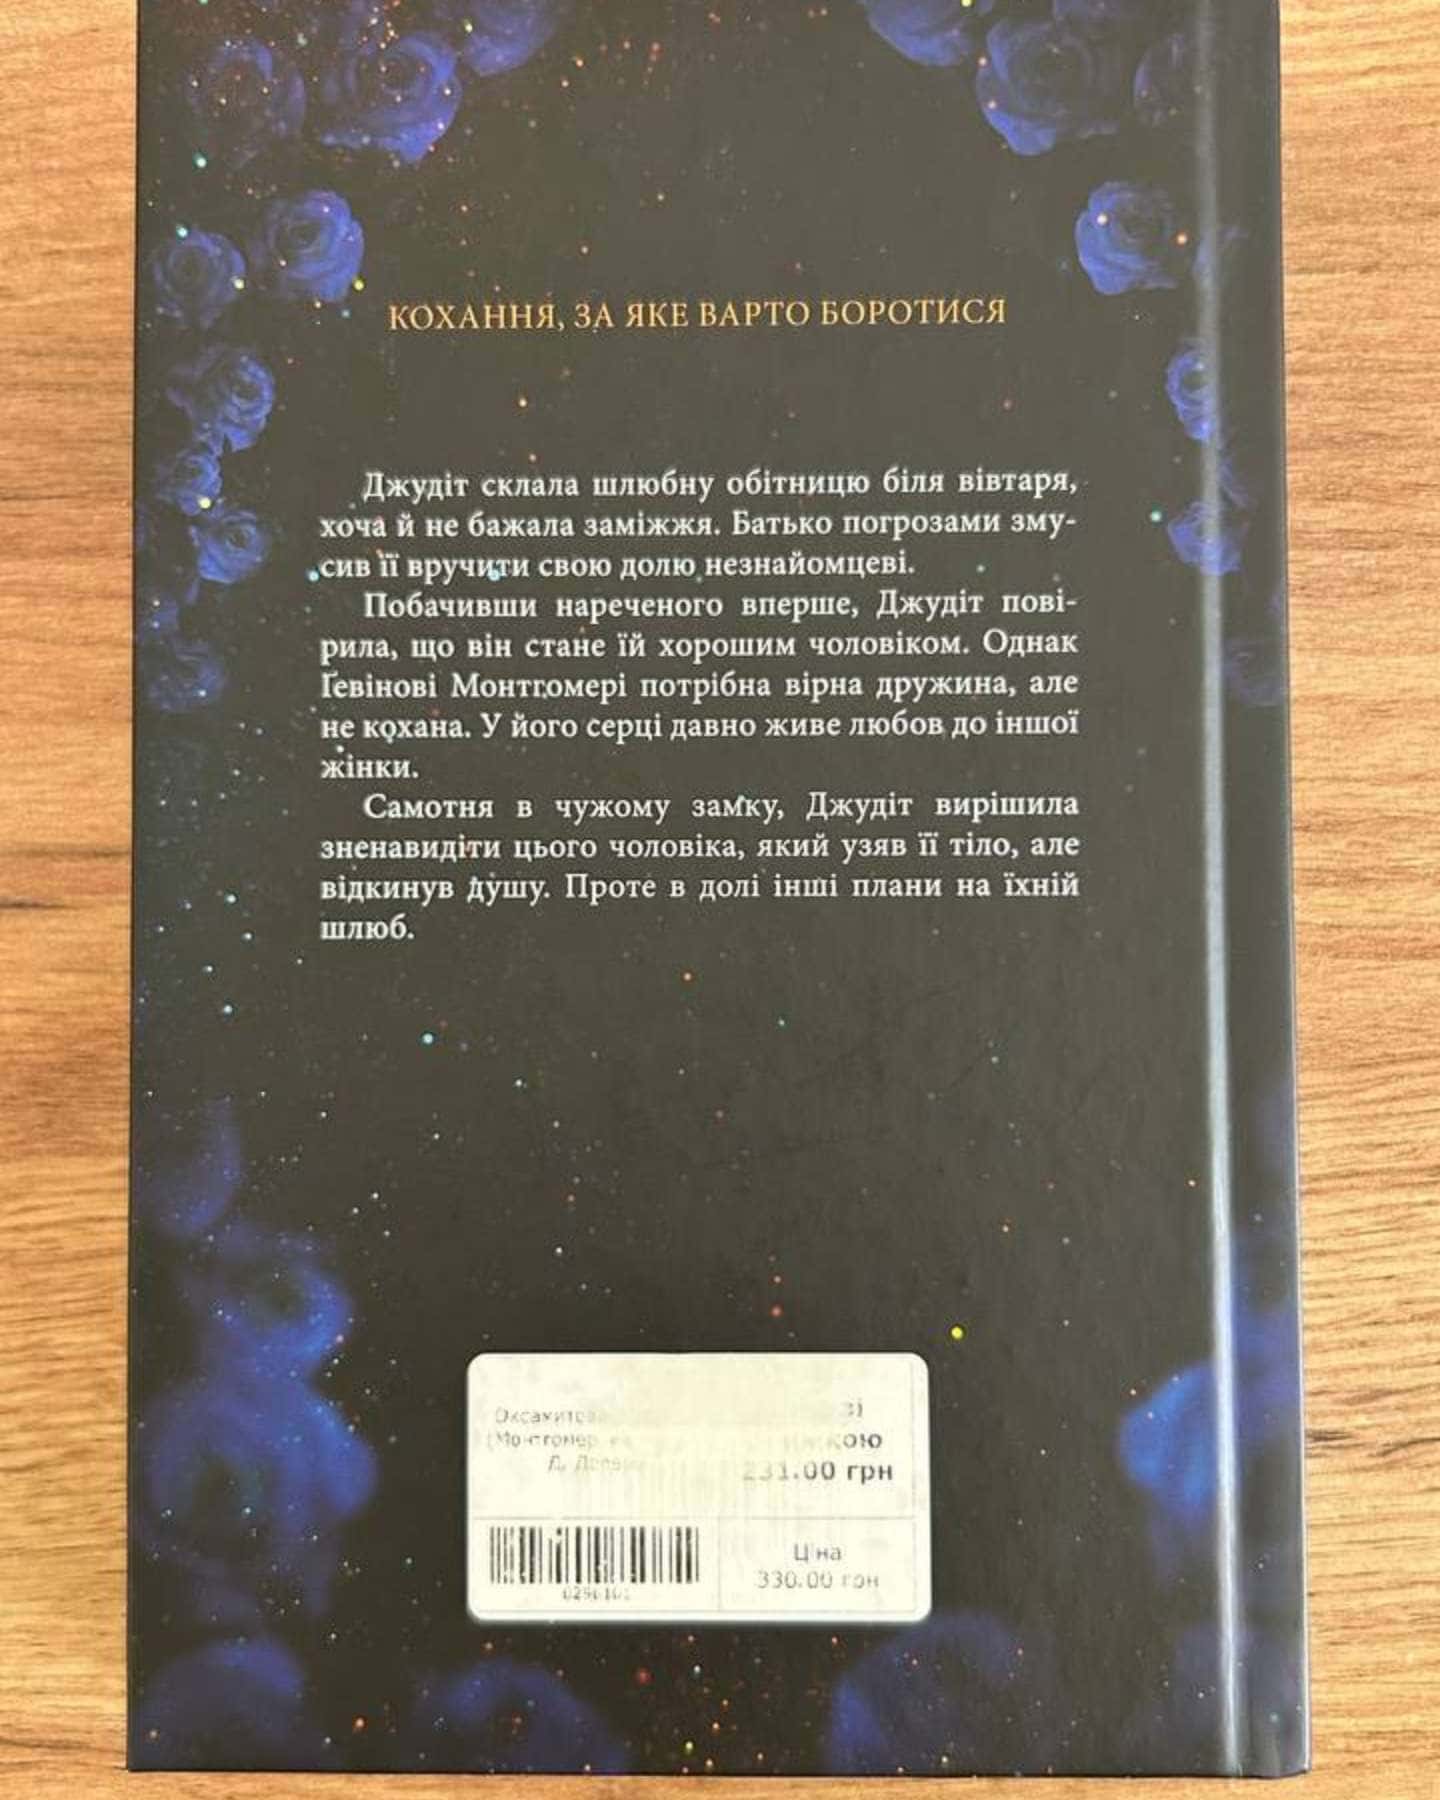 КОХАННЯ, ЗА ЯКЕ ВАРТО БОРОТИСЯ
Джудіт склала шлюбну обітницю біля вівтаря,
хоча й не бажала заміжжя. Батько погрозами зму-
сив її вручити свою долю незнайомцеві.
Побачивши нареченого вперше, Джудіт пові-
рила, що він стане їй хорошим чоловіком. Однак
Ґевінові Монтгомері потрібна вірна дружина, але
не кохана. У його серці давно живе любов до іншої
жінки.
Самотня в чужому замку, Джудіт вирішила
зненавидіти цього чоловіка, який узяв її тіло, але
відкинув душу. Проте в долі інші плани на їхній
шлюб.
231.00 грн
Ціна
330.00 грн